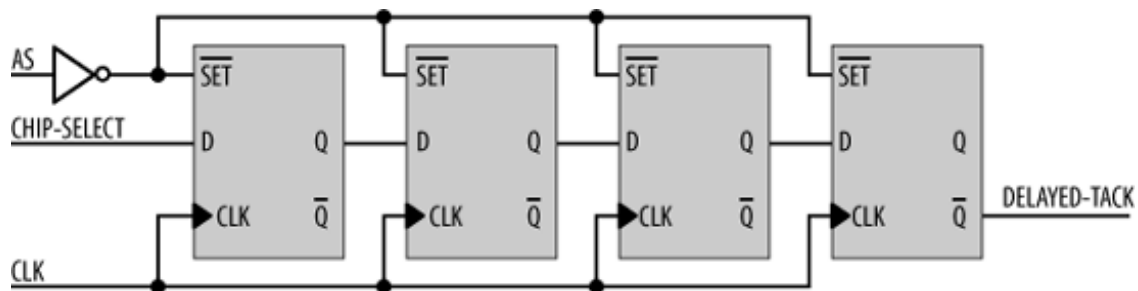 AS
SET SET SET SET
CHIP-SELECT
D Q D Q D Q D Q
CLK Q CLK Q CLK Q CLK Q
DELAYED-TACK
CLK